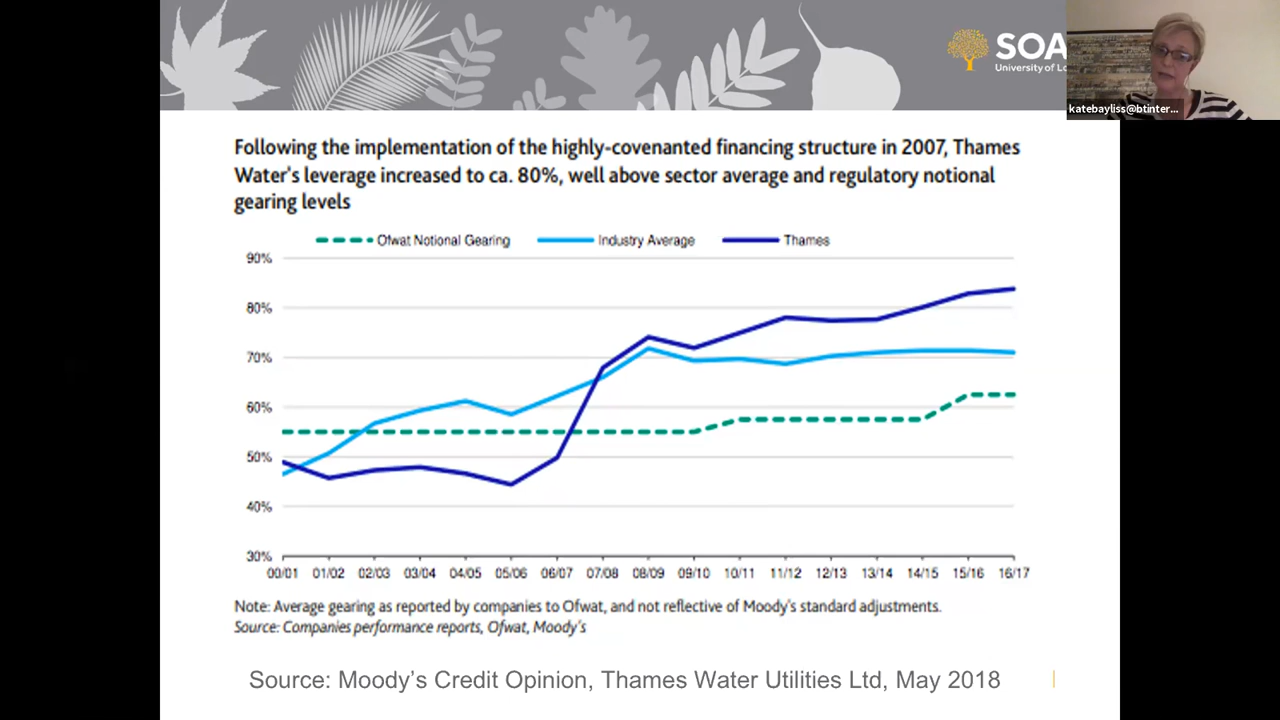 SOA
University of Lo
katebayliss@btinter...
Following the implementation of the highly-covenanted financing structure in 2007, Thames
Water's leverage increased to ca. 80%, well above sector average and regulatory notional
gearing levels
Ofwat Notional Gearing Industry Average Thames
90%
80%
70%
60%
50%
40%
30%
00/01 01/02 02/03 03/04 04/05 05/06 06/07 07/08 08/09 09/10 10/11 11/12 12/13 13/14 14/15 15/16 16/17
Note: Average gearing as reported by companies to Ofwat, and not reflective of Moody's standard adjustments.
Source: Companies performance reports, Ofwat, Moody's
Source: Moody’s Credit Opinion, Thames Water Utilities Ltd, May 2018